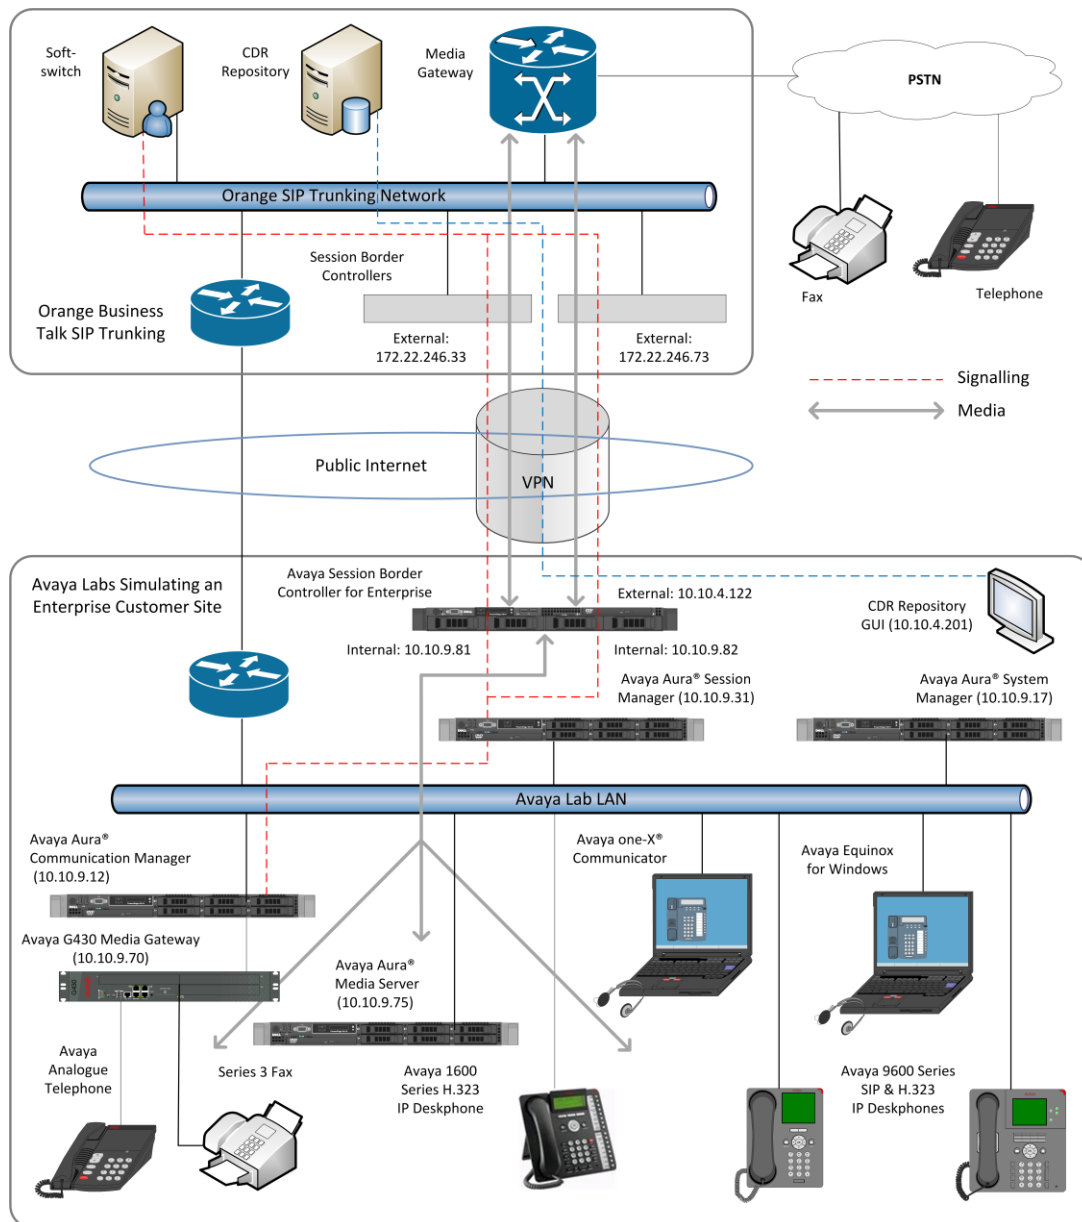 Soft-
switch
CDR
Repository
Media
Gateway
PSTN
Orange SIP Trunking Network
Session Border
Controllers
Fax
Telephone
Orange Business
Talk SIP Trunking
External:
172.22.246.33
External:
172.22.246.73
Signalling
Media
Public Internet
VPN
Avaya Labs Simulating an
Enterprise Customer Site
Avaya Session Border
Controller for Enterprise
External: 10.10.4.122
CDR Repository
GUI (10.10.4.201)
Internal: 10.10.9.81
Internal: 10.10.9.82
Avaya Aura® Session
Manager (10.10.9.31)
Avaya Aura® System
Manager (10.10.9.17)
Avaya Lab LAN
Avaya Aura®
Communication Manager
(10.10.9.12)
Avaya one-X®
Communicator
Avaya Equinox
for Windows
Avaya G430 Media Gateway
(10.10.9.70)
G430
Avaya Aura®
Media Server
(10.10.9.75)
Avaya
Analogue
Telephone
Series 3 Fax
Avaya 1600
Series H.323
IP Deskphone
Avaya 9600 Series
SIP & H.323
IP Deskphones